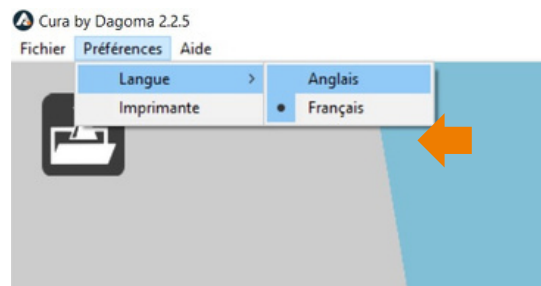 Cura by Dagoma 2.2.5
Fichier Préférences Aide
Langue > Anglais
Imprimante Français